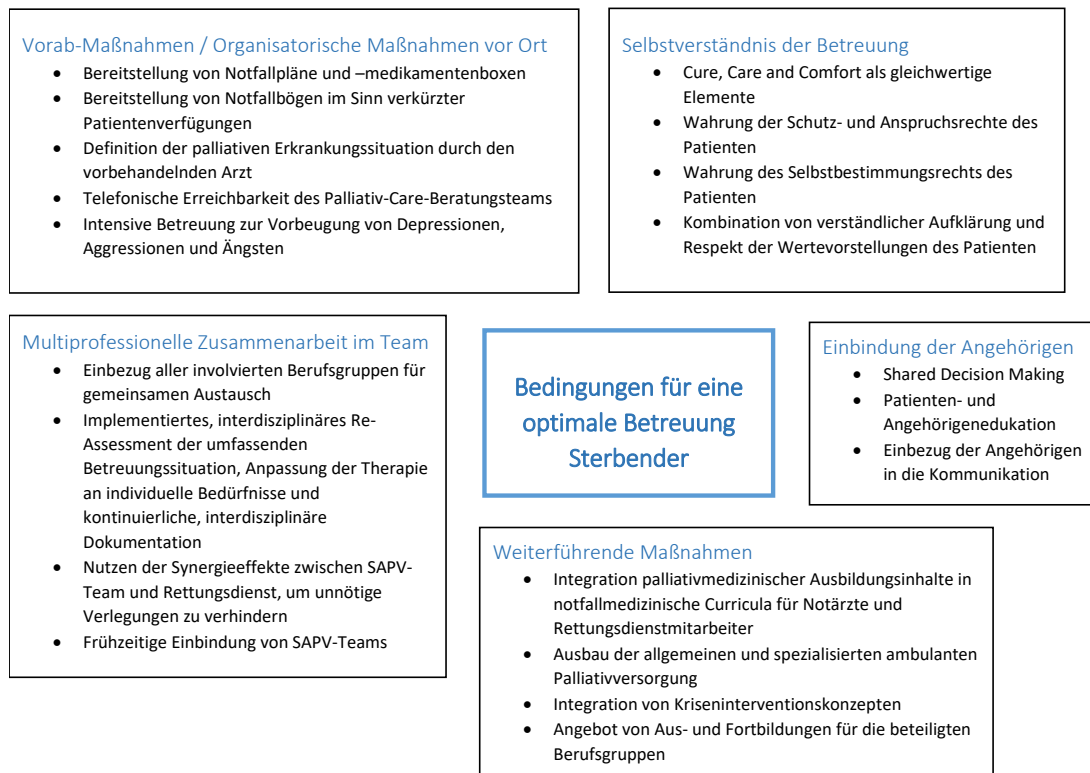 Vorab-Maßnahmen / Organisatorische Maßnahmen vor Ort
• Bereitstellung von Notfallpläne und –medikamentenboxen
• Bereitstellung von Notfallbögen im Sinn verkürzter
Patientenverfügungen
• Definition der palliativen Erkrankungssituation durch den
vorbehandelnden Arzt
• Telefonische Erreichbarkeit des Palliativ-Care-Beratungsteams
• Intensive Betreuung zur Vorbeugung von Depressionen,
Aggressionen und Ängsten
Selbstverständnis der Betreuung
• Cure, Care and Comfort als gleichwertige
Elemente
• Wahrung der Schutz- und Anspruchsrechte des
Patienten
• Wahrung des Selbstbestimmungsrechts des
Patienten
• Kombination von verständlicher Aufklärung und
Respekt der Wertevorstellungen des Patienten
Multiprofessionelle Zusammenarbeit im Team
• Einbezug aller involvierten Berufsgruppen für
gemeinsamen Austausch
• Implementiertes, interdisziplinäres Re-
Assessment der umfassenden
Betreuungssituation, Anpassung der Therapie
an individuelle Bedürfnisse und
kontinuierliche, interdisziplinäre
Dokumentation
• Nutzen der Synergieeffekte zwischen SAPV-
Team und Rettungsdienst, um unnötige
Verlegungen zu verhindern
• Frühzeitige Einbindung von SAPV-Teams
Bedingungen für eine
optimale Betreuung
Sterbender
Einbindung der Angehörigen
• Shared Decision Making
• Patienten- und
Angehörigenedukation
• Einbezug der Angehörigen
in die Kommunikation
Weiterführende Maßnahmen
• Integration palliativmedizinischer Ausbildungsinhalte in
notfallmedizinische Curricula für Notärzte und
Rettungsdienstmitarbeiter
• Ausbau der allgemeinen und spezialisierten ambulanten
Palliativversorgung
• Integration von Kriseninterventionskonzepten
• Angebot von Aus- und Fortbildungen für die beteiligten
Berufsgruppen